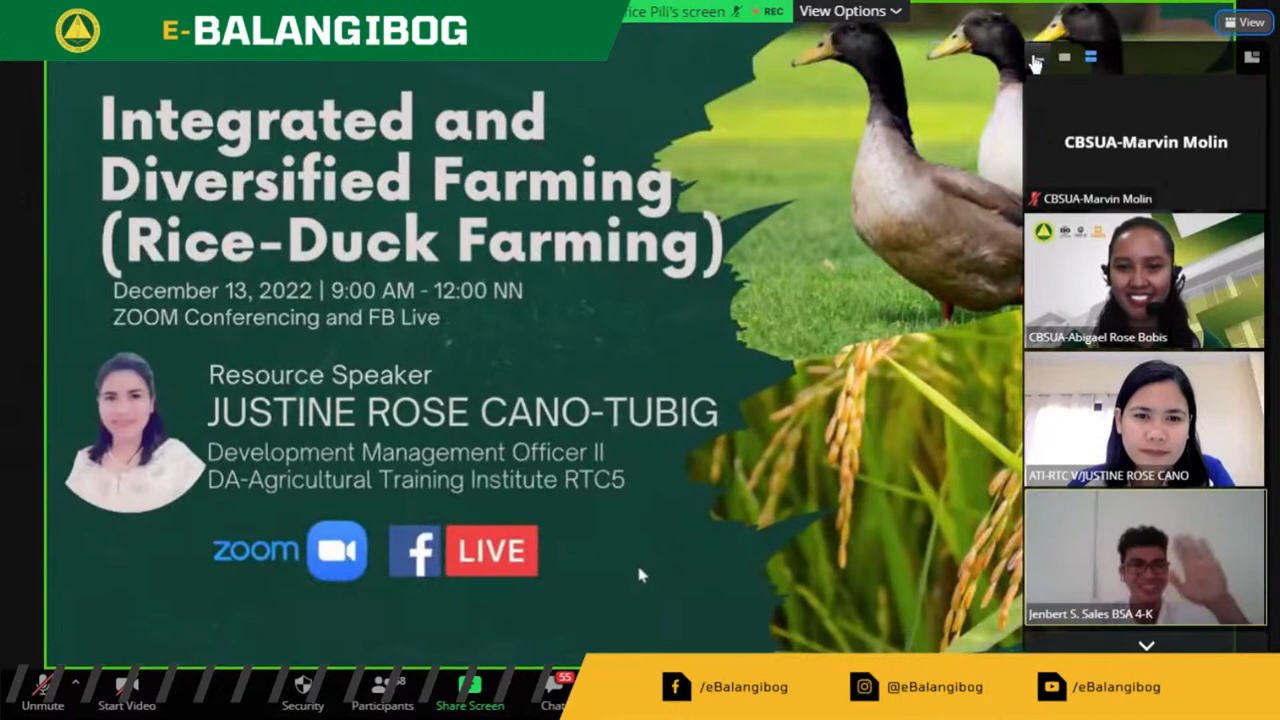 E-BALANGIBOG
rice Pili's screen
REC
View Options
View
Integrated and
Diversified Farming
(Rice-Duck Farming)
December 13, 2022 | 9:00 AM - 12:00 NN
ZOOM Conferencing and FB Live
Resource Speaker
JUSTINE ROSE CANO-TUBIG
Development Management Officer II
DA-Agricultural Training Institute RTC5
zoom
f LIVE
CBSUA-Marvin Molin
CBSUA-Marvin Molin
CBSUA-Abigael Rose Bobis
ATI-RTC V/JUSTINE ROSE CANO
Jenbert S. Sales BSA 4-K
Unmute
Start Video
Security
Participants
Share Screen
55
Chat
/eBalangibog
@eBalangibog
/eBalangibog